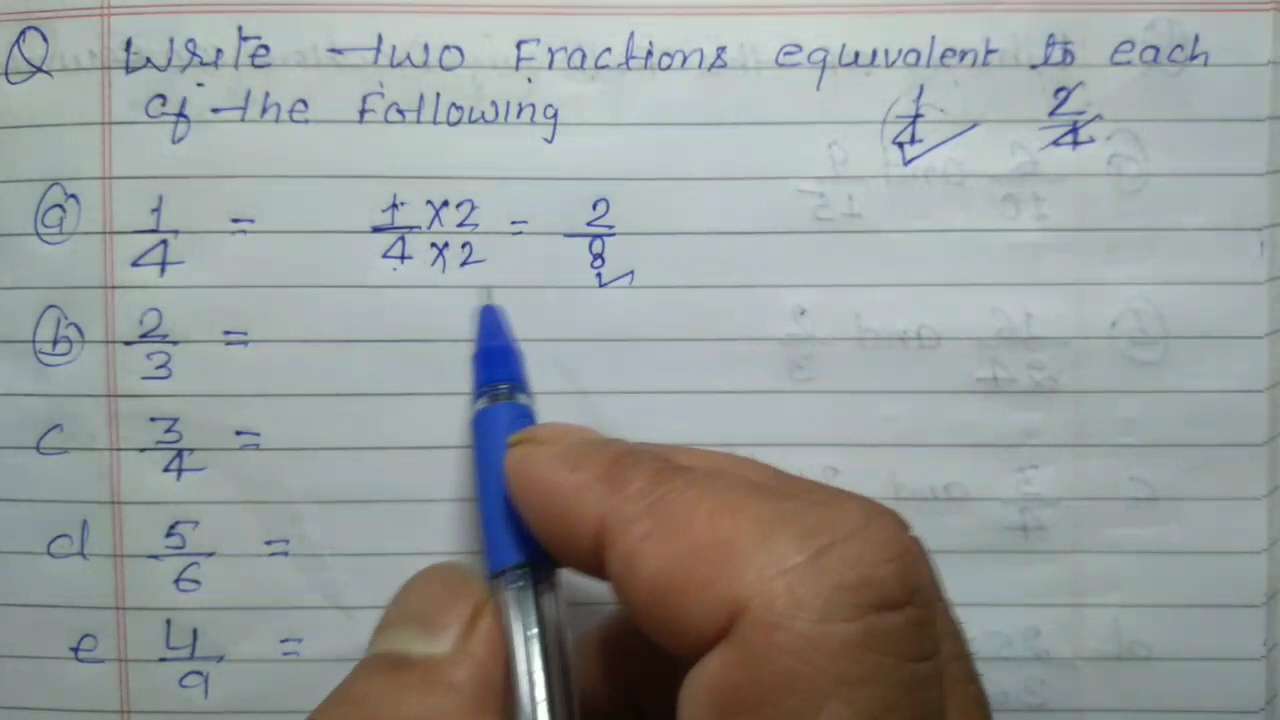 Q Write two Fractions equivalent to each
of the Following
1/4 2/4
a 1/4 = 1×2/4×2 = 2/8
b 2/3 =
c 3/4 =
d 5/6 =
e 4/9 =